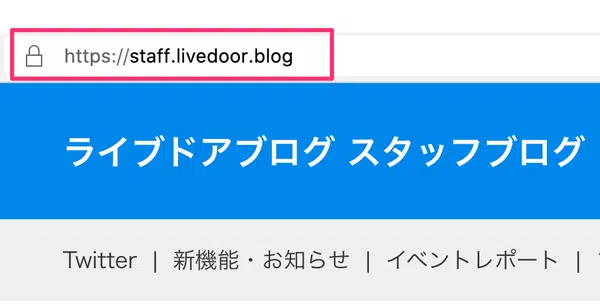 https://staff.livedoor.blog
ライブドアブログ スタッフブログ
Twitter | 新機能・お知らせ | イベントレポート |